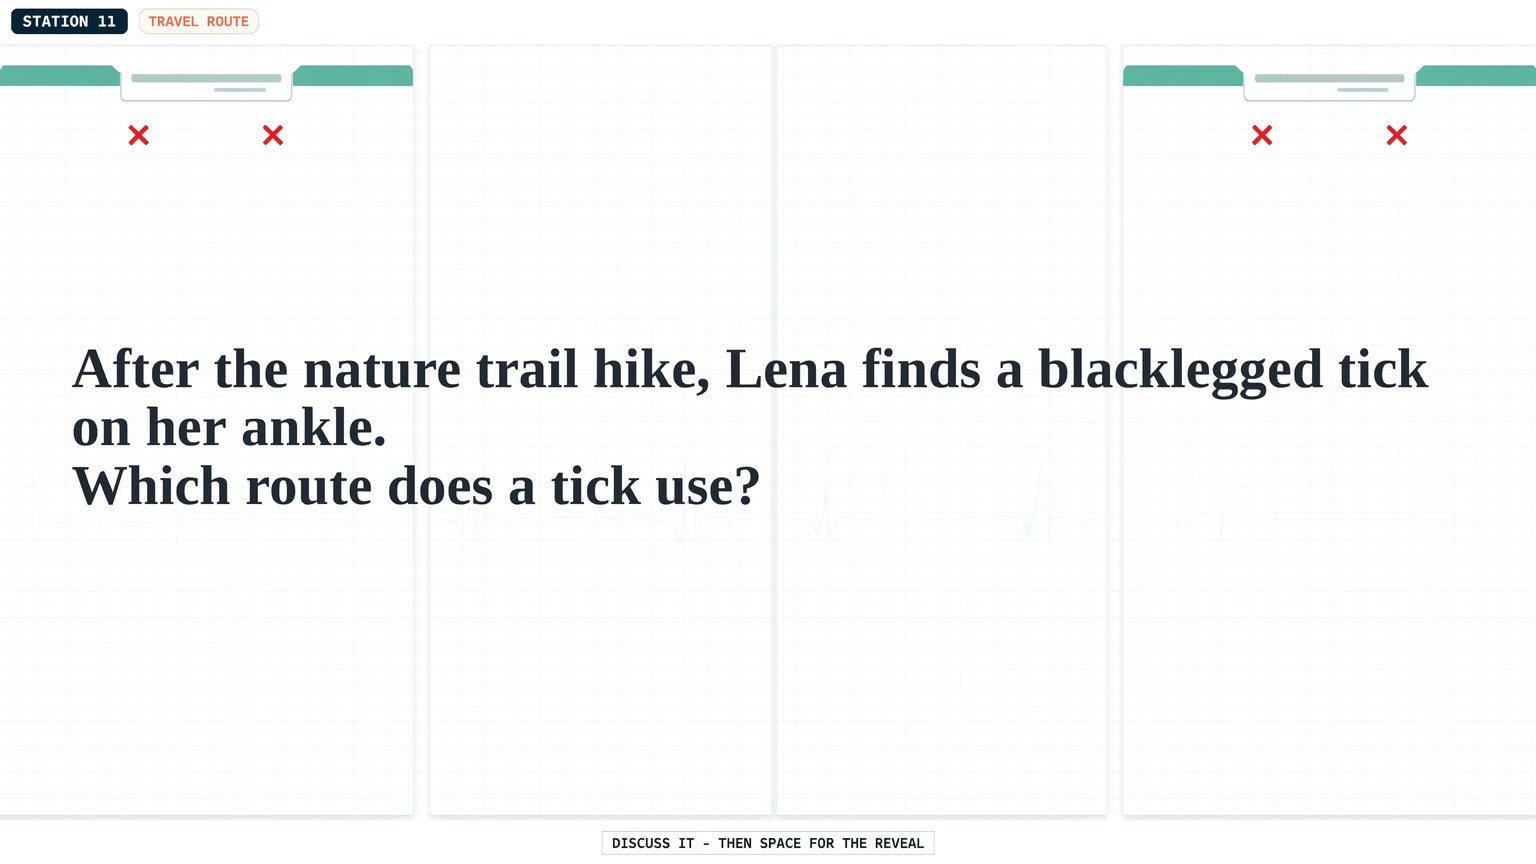 STATION 11
TRAVEL ROUTE
After the nature trail hike, Lena finds a blacklegged tick
on her ankle.
Which route does a tick use?
DISCUSS IT - THEN SPACE FOR THE REVEAL